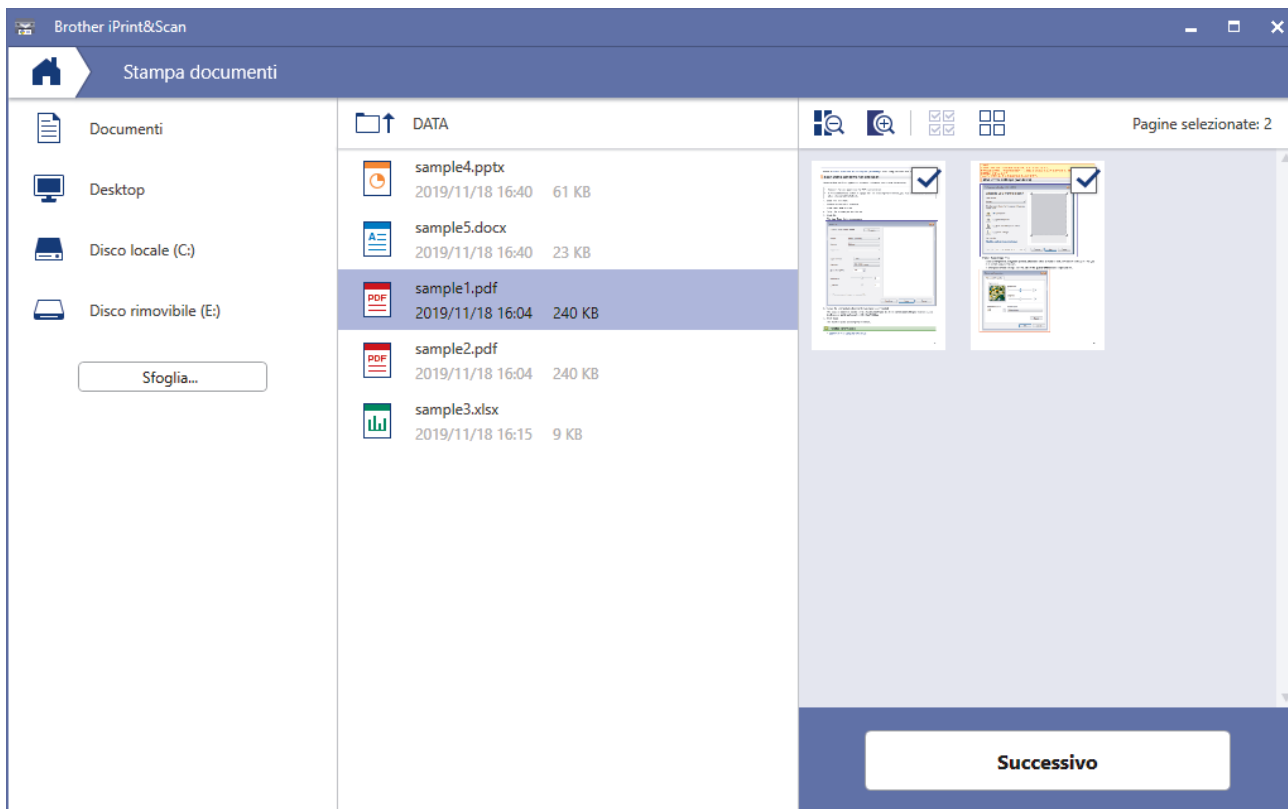 Brother iPrint&Scan
Stampa documenti
Documenti
Desktop
Disco locale (C:)
Disco rimovibile (E:)
Sfoglia...
DATA
sample4.pptx
2019/11/18 16:40 61 KB
sample5.docx
2019/11/18 16:40 23 KB
PDF
sample1.pdf
2019/11/18 16:04 240 KB
PDF
sample2.pdf
2019/11/18 16:04 240 KB
sample3.xlsx
2019/11/18 16:15 9 KB
Pagine selezionate: 2
Successivo